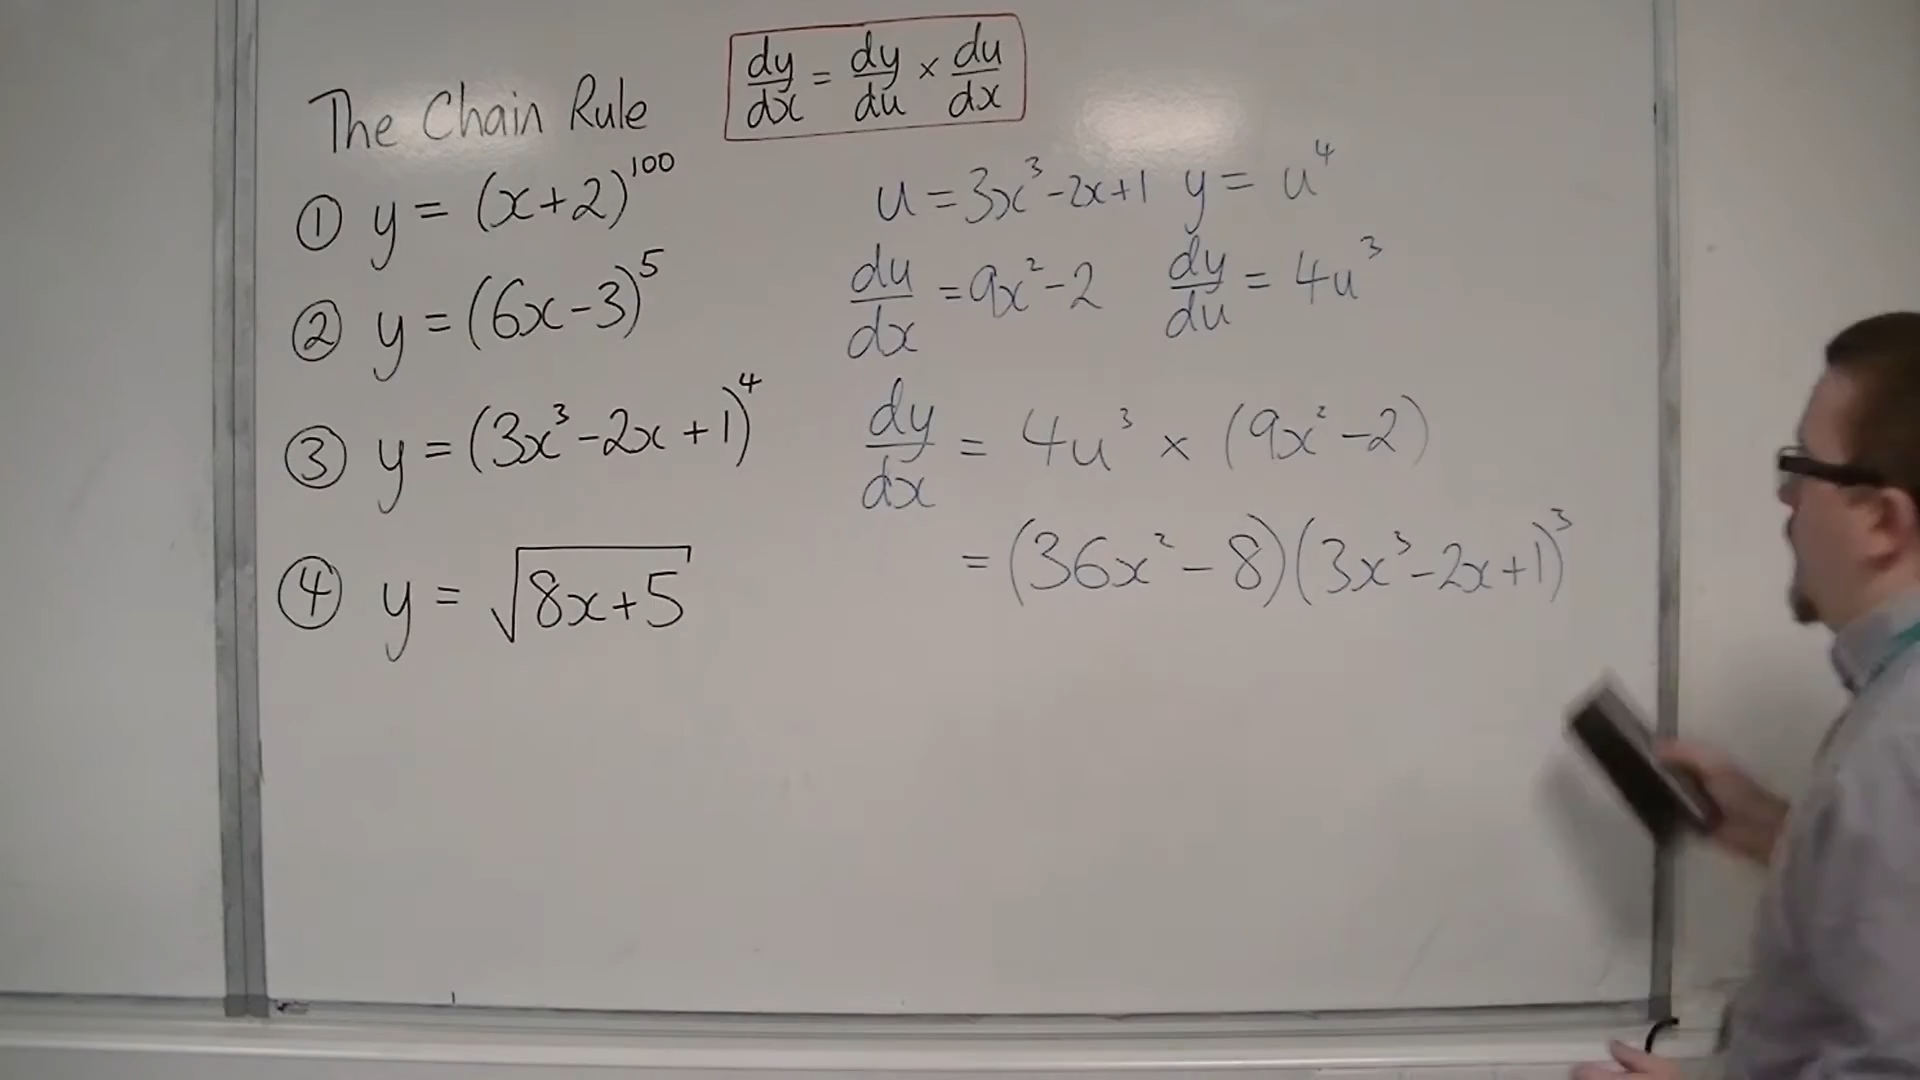 The Chain Rule
dy/dx = dy/du × du/dx
① y = (x+2)¹⁰⁰
② y = (6x-3)⁵
③ y = (3x³-2x+1)⁴
④ y = √(8x+5)
u = 3x³-2x+1 y = u⁴
du/dx = 9x²-2 dy/du = 4u³
dy/dx = 4u³ × (9x²-2)
= (36x²-8)(3x³-2x+1)³